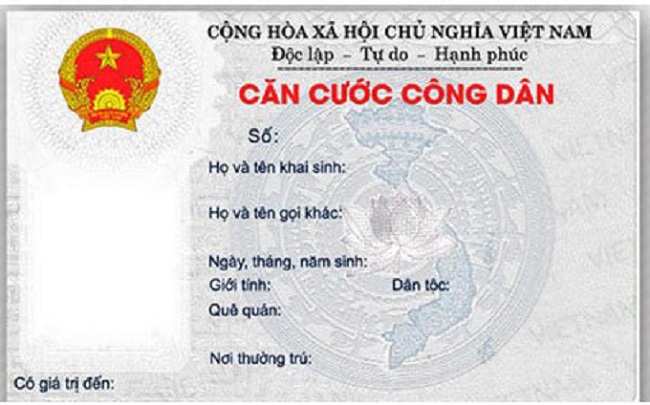 CỘNG HÒA XÃ HỘI CHỦ NGHĨA VIỆT NAM
Độc lập - Tự do - Hạnh phúc
CĂN CƯỚC CÔNG DÂN
Số:
Họ và tên khai sinh:
Họ và tên gọi khác:
Ngày, tháng, năm sinh:
Giới tính: Dân tộc:
Quê quán:
Nơi thường trú:
Có giá trị đến: